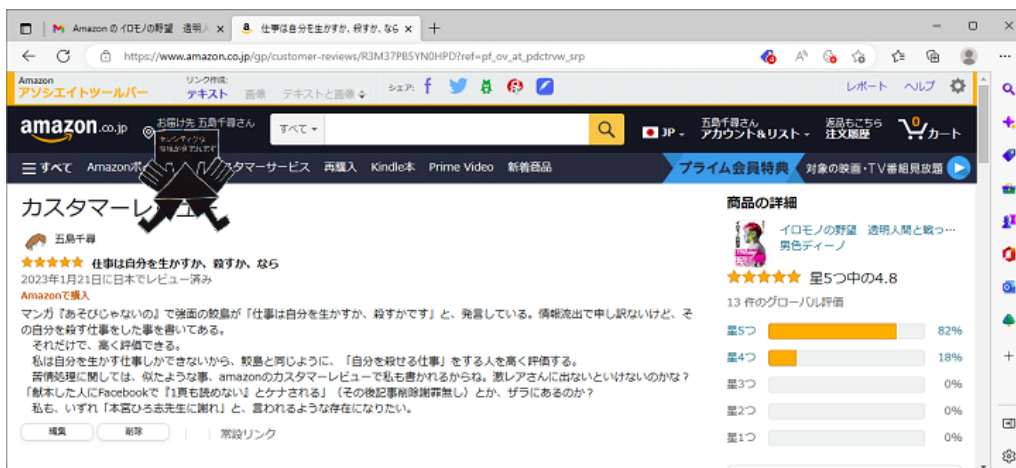 Amazon のイロモノの野望 透明人
仕事は自分を生かすか、殺すか、なら
https://www.amazon.co.jp/gp/customer-reviews/R3M37PBSYN0HPD?ref=pf_ov_at_pdctrvw_srp
Amazon
アソシエイトツールバー
リンク作成:
テキスト 画像 テキストと画像
シェア:
レポート ヘルプ
amazon.co.jp
お届け先 五島千尋さん
すべて
JP
五島千尋さん
アカウント&リスト
返品もこちら
注文履歴
0
カート
すべて Amazonポ スタマーサービス 再購入 Kindle本 Prime Video 新着商品
プライム会員特典 対象の映画・TV番組見放題
カスタマーレビュー
五島千尋
仕事は自分を生かすか、殺すか、なら
2023年1月21日に日本でレビュー済み
Amazonで購入
マンガ『あそびじゃないの』で強面の鮫島が「仕事は自分を生かすか、殺すかです」と、発言している。情報流出で申し訳ないけど、そ
の自分を殺す仕事をした事を書いてある。
それだけで、高く評価できる。
私は自分を生かす仕事しかできないから、鮫島と同じように、「自分を殺せる仕事」をする人を高く評価する。
苦情処理に関しては、似たような事、amazonのカスタマーレビューで私も書かれるからね。激レアさんに出ないといけないのかな?
「献本した人にFacebookで『1頁も読めない』とケナされる」(その後記事削除謝罪無し)とか、ザラにあるのか?
私も、いずれ「本宮ひろ志先生に謝れ」と、言われるような存在になりたい。
編集 削除 常設リンク
商品の詳細
イロモノの野望 透明人間と戦っ…
男色ディーノ
星5つ中の4.8
13 件のグローバル評価
星5つ 82%
星4つ 18%
星3つ 0%
星2つ 0%
星1つ 0%